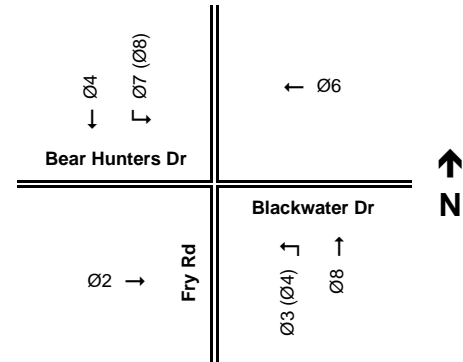 Ø4
Ø7 (Ø8)
← Ø6
Bear Hunters Dr
N
Blackwater Dr
Ø2 →
Fry Rd
Ø3 (Ø4)
Ø8